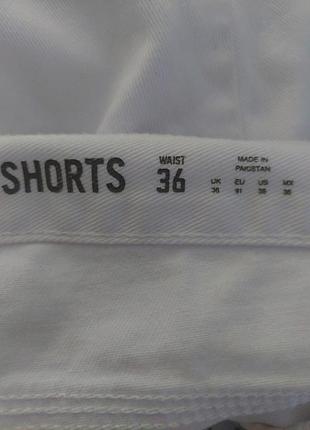 SHORTS WAIST 36
MADE IN PAKISTAN
UK EU US MX
36 91 36 36